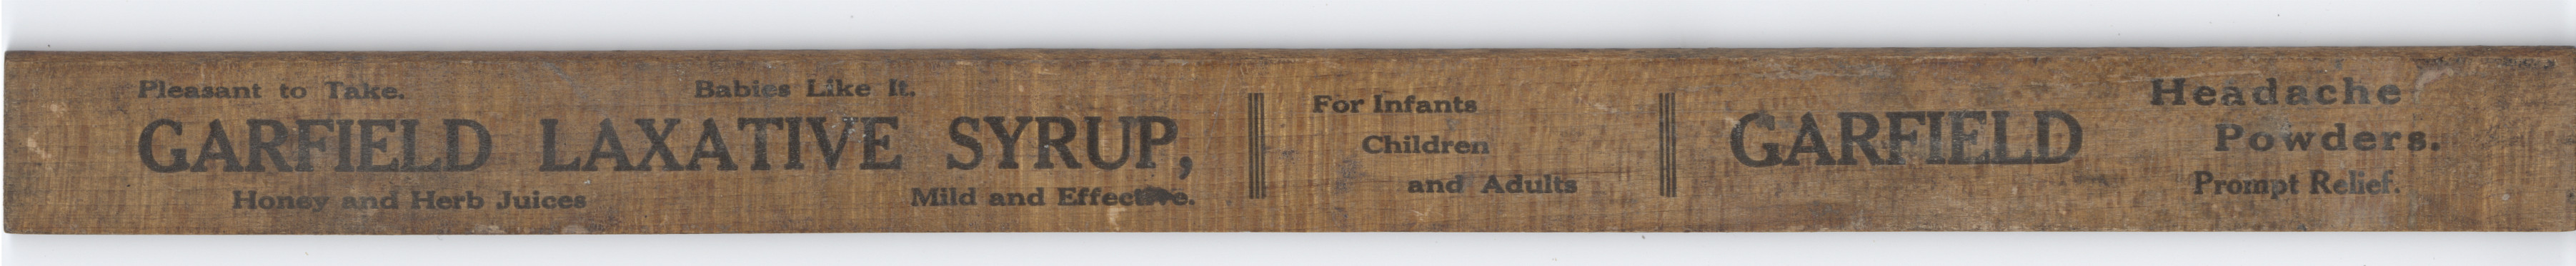 Pleasant to Take. Babies Like It.
GARFIELD LAXATIVE SYRUP,
Honey and Herb Juices Mild and Effective.
For Infants
Children
and Adults
GARFIELD
Headache
Powders.
Prompt Relief.